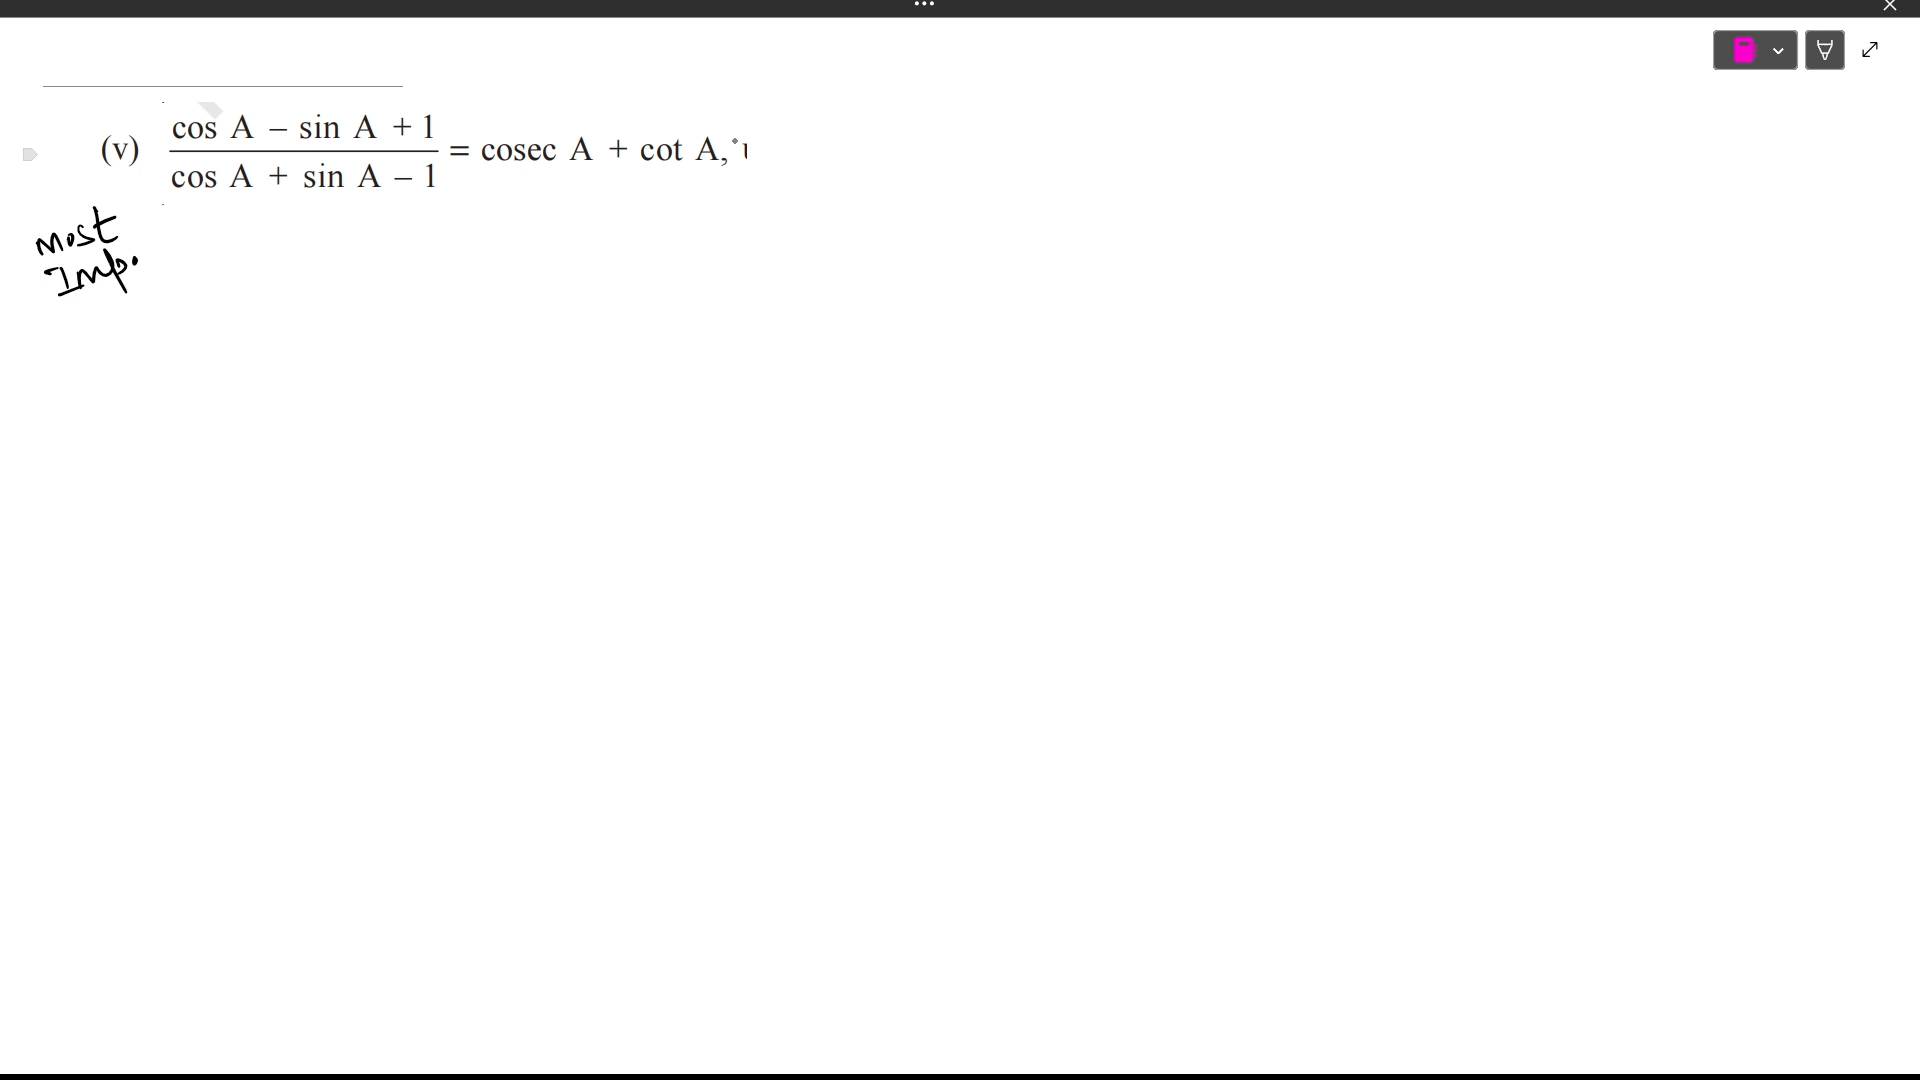 (v) cos A – sin A + 1 / cos A + sin A – 1 = cosec A + cot A,
Most
Imp.